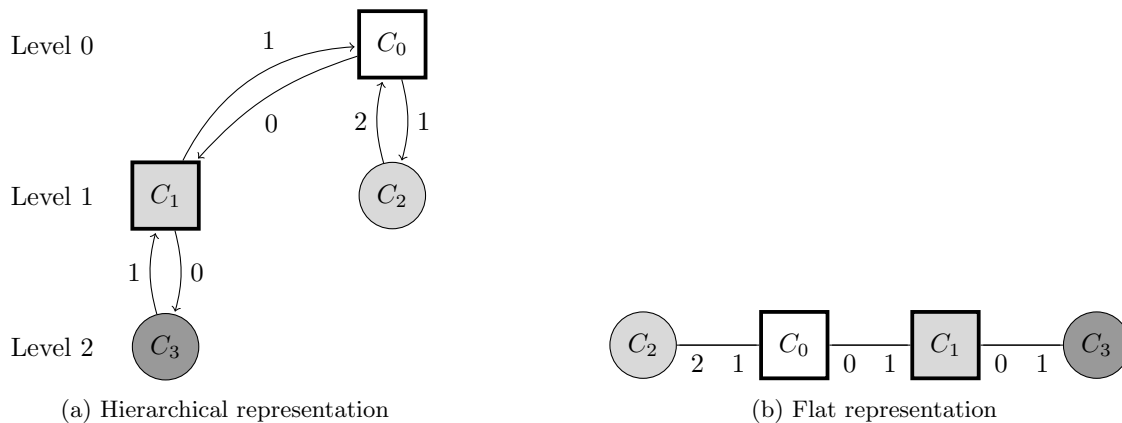 Level 0
1
C₀
0
2
1
Level 1
C₁
C₂
1
0
Level 2
C₃
(a) Hierarchical representation
C₂
2
1
C₀
0
1
C₁
0
1
C₃
(b) Flat representation